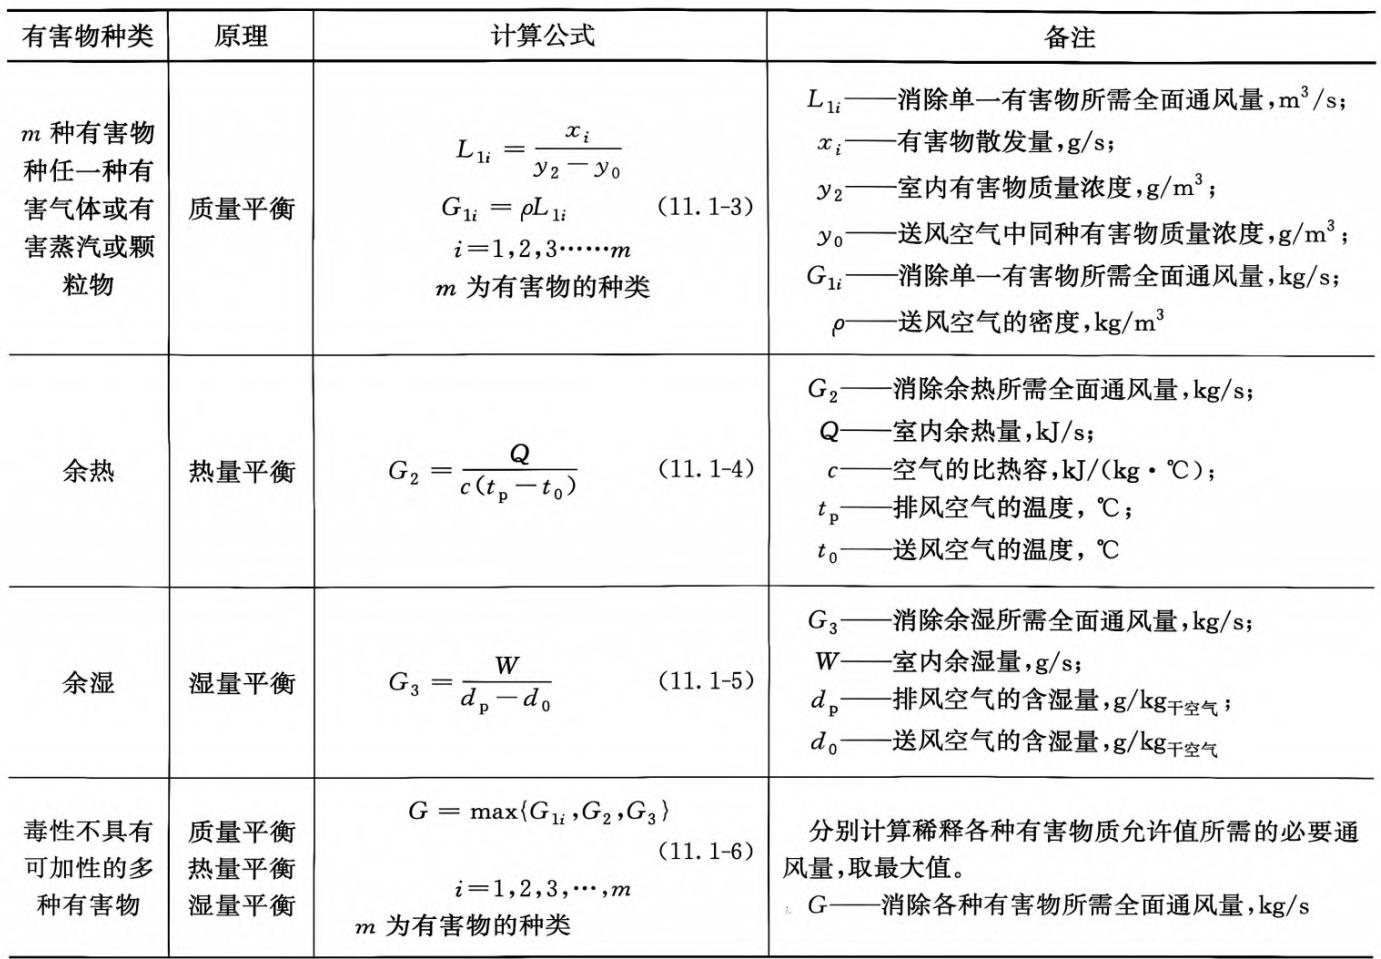 有害物种类 原理 计算公式 备注
m 种有害物
种任一种有
害气体或有
害蒸汽或颗
粒物
质量平衡
L₁ᵢ = xᵢ / (y₂ − y₀)
G₁ᵢ = ρL₁ᵢ (11.1-3)
i=1,2,3……m
m 为有害物的种类
L₁ᵢ——消除单一有害物所需全面通风量,m³/s;
xᵢ——有害物散发量,g/s;
y₂——室内有害物质量浓度,g/m³;
y₀——送风空气中同种有害物质量浓度,g/m³;
G₁ᵢ——消除单一有害物所需全面通风量,kg/s;
ρ——送风空气的密度,kg/m³
余热
热量平衡
G₂ = Q / c(tₚ − t₀) (11.1-4)
G₂——消除余热所需全面通风量,kg/s;
Q——室内余热量,kJ/s;
c——空气的比热容,kJ/(kg·℃);
tₚ——排风空气的温度,℃;
t₀——送风空气的温度,℃
余湿
湿量平衡
G₃ = W / (dₚ − d₀) (11.1-5)
G₃——消除余湿所需全面通风量,kg/s;
W——室内余湿量,g/s;
dₚ——排风空气的含湿量,g/kg干空气;
d₀——送风空气的含湿量,g/kg干空气
毒性不具有
可加性的多
种有害物
质量平衡
热量平衡
湿量平衡
G = max{G₁ᵢ,G₂,G₃}
(11.1-6)
i=1,2,3,…,m
m 为有害物的种类
分别计算稀释各种有害物质允许值所需的必要通
风量,取最大值。
G——消除各种有害物所需全面通风量,kg/s